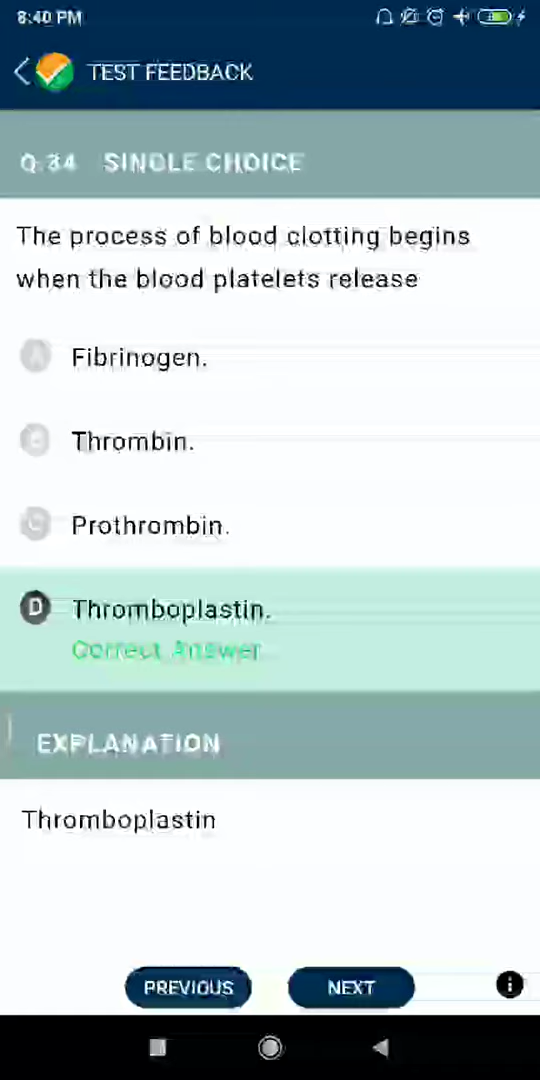 8:40 PM
TEST FEEDBACK
Q.34 SINGLE CHOICE
The process of blood clotting begins
when the blood platelets release
A Fibrinogen.
Thrombin.
C Prothrombin.
D Thromboplastin.
Correct Answer
EXPLANATION
Thromboplastin
PREVIOUS NEXT